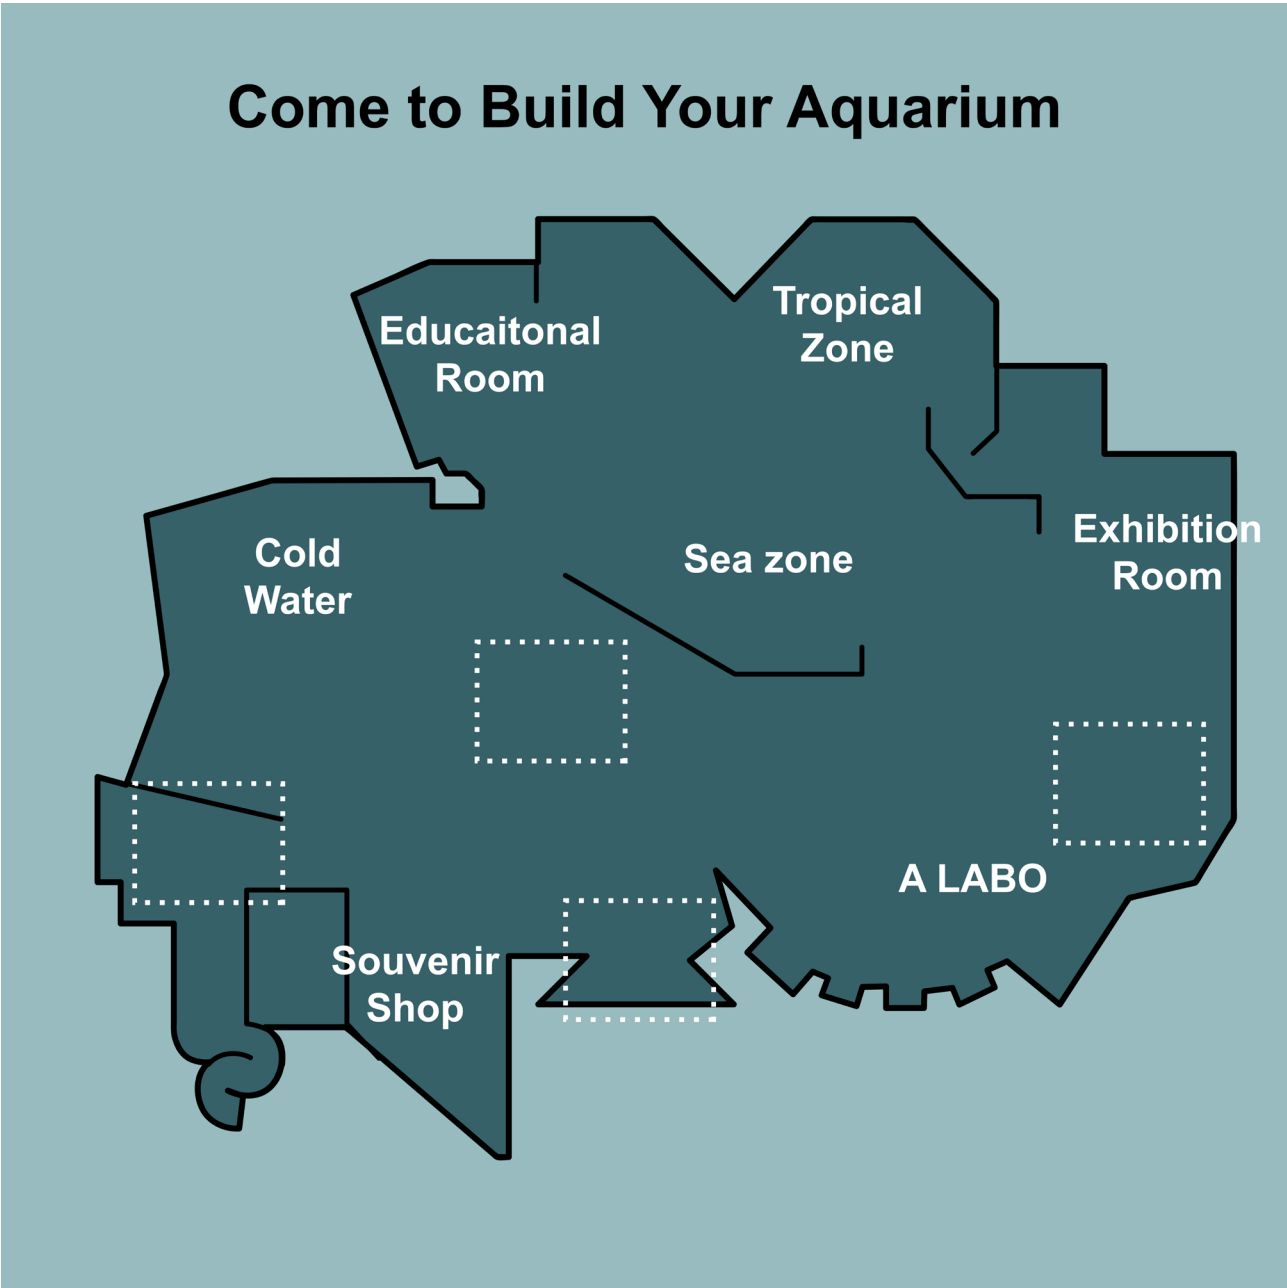 Come to Build Your Aquarium
Tropical
Zone
Educaitonal
Room
Exhibition
Room
Cold
Water
Sea zone
A LABO
Souvenir
Shop